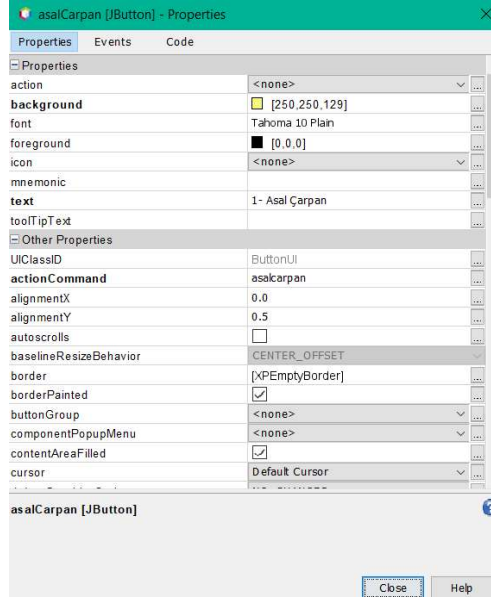 asalCarpan [JButton] - Properties
Properties Events Code
Properties
action <none> ...
background [250,250,129] ...
font Tahoma 10 Plain ...
foreground [0,0,0] ...
icon <none> ...
mnemonic ...
text 1- Asal Çarpan ...
toolTipText ...
Other Properties
UIClassID ButtonUI ...
actionCommand asalcarpan ...
alignmentX 0.0 ...
alignmentY 0.5 ...
autoscrolls ...
baselineResizeBehavior CENTER_OFFSET
border [XPEmptyBorder] ...
borderPainted ...
buttonGroup <none> ...
componentPopupMenu <none> ...
contentAreaFilled ...
cursor Default Cursor ...
asalCarpan [JButton]
Close Help